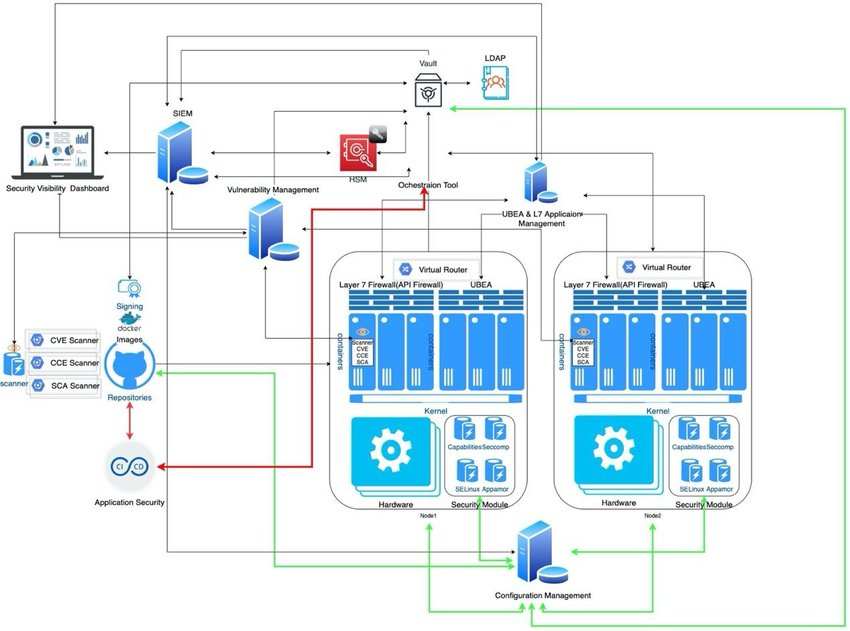 LDAP
Vault
SIEM
HSM
Security Visibility Dashboard
Vulnerability Management
Ochestraion Tool
UBEA & L7 Applicaion
Management
Virtual Router
Layer 7 Firewall(API Firewall)
UBEA
containers
containers
Scanner
CVE
CCE
SCA
Kernel
Capabilities
Seccomp
SELinux
Appamor
Hardware
Security Module
Node1
Virtual Router
Layer 7 Firewall(API Firewall)
UBEA
containers
containers
Scanner
CVE
CCE
SCA
Kernel
Capabilities
Seccomp
SELinux
Appamor
Hardware
Security Module
Node2
Signing
docker
Images
CVE Scanner
CCE Scanner
SCA Scanner
scanner
Repositories
CI CD
Application Security
Configuration Management